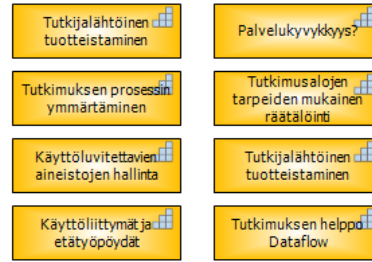 Tutkijalähtöinen
tuotteistaminen
Palvelukyvykkyys?
Tutkimuksen prosessin
ymmärtäminen
Tutkimusalojen
tarpeiden mukainen
räätälöinti
Käyttöluvitettavien
aineistojen hallinta
Tutkijalähtöinen
tuotteistaminen
Käyttöliittymät ja
etätyöpöydät
Tutkimuksen helppo
Dataflow